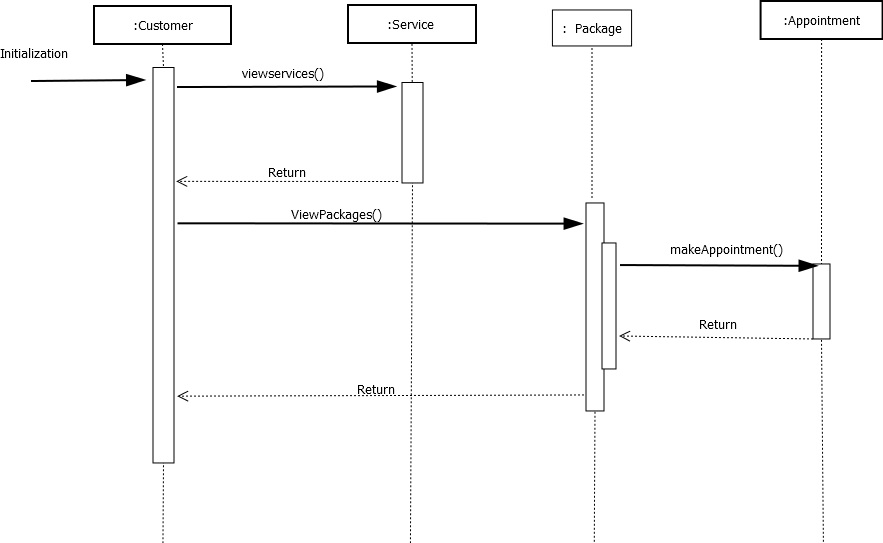 :Customer
:Service
: Package
:Appointment
Initialization
viewservices()
Return
ViewPackages()
makeAppointment()
Return
Return